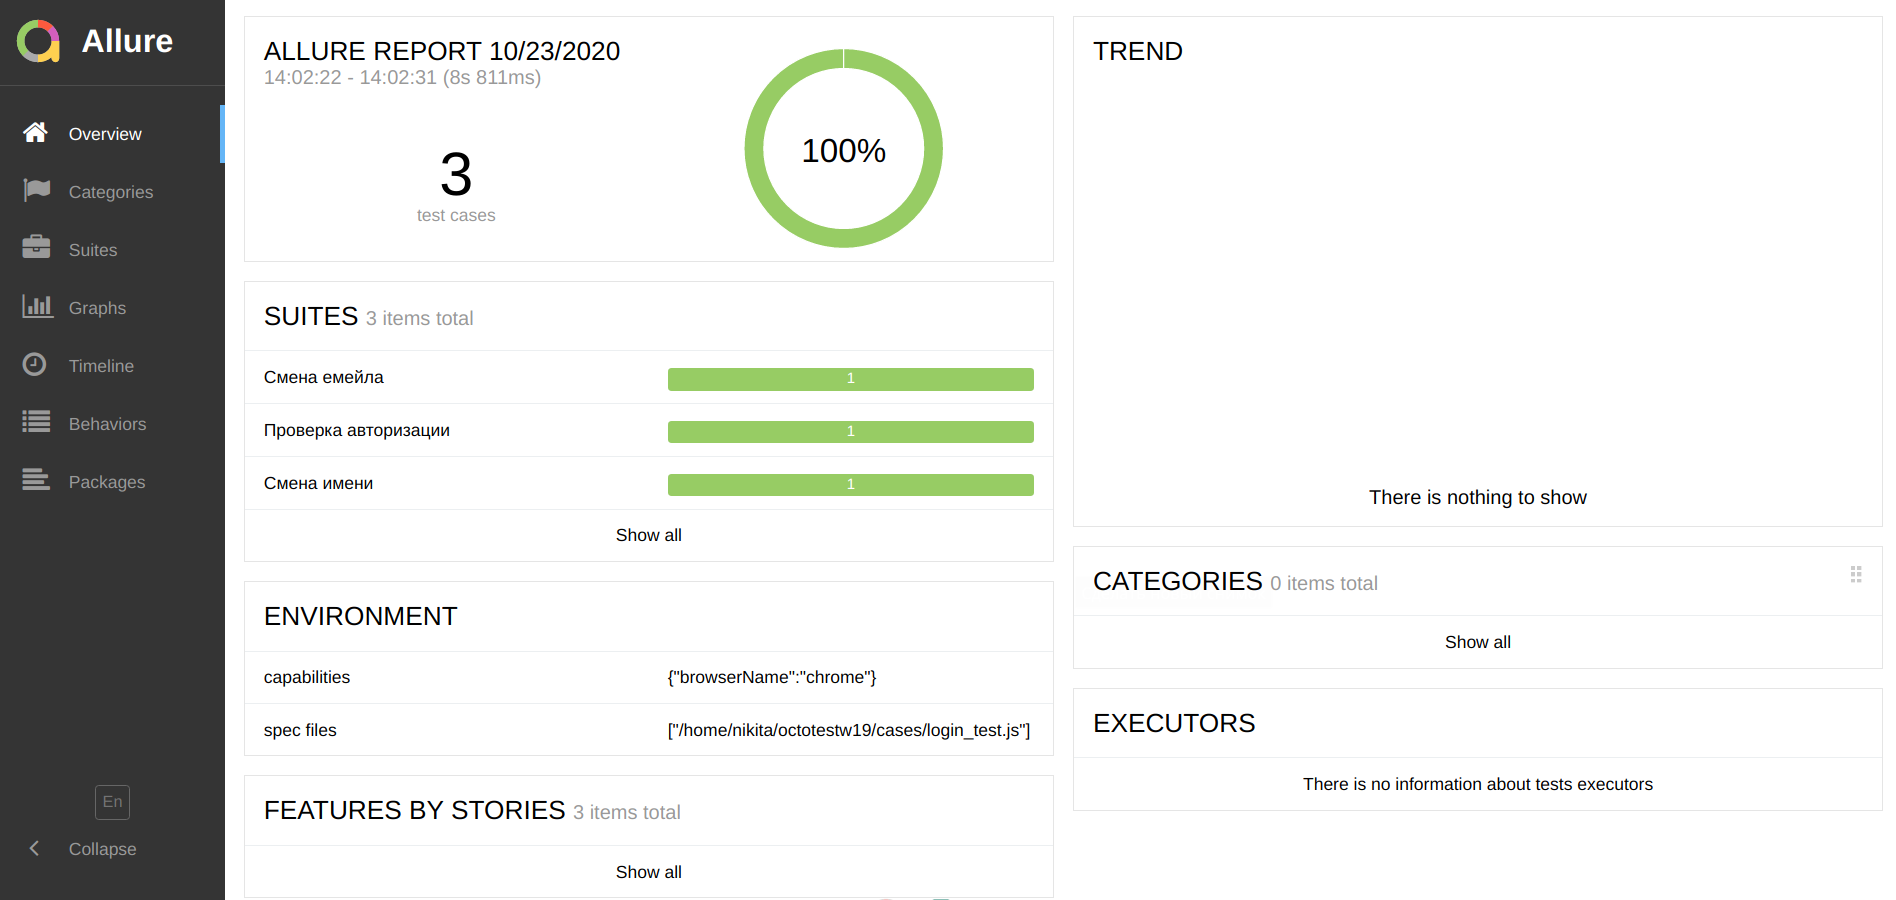 Allure
Overview
Categories
Suites
Graphs
Timeline
Behaviors
Packages
En
Collapse
ALLURE REPORT 10/23/2020
14:02:22 - 14:02:31 (8s 811ms)
3
test cases
100%
SUITES 3 items total
Смена емейла 1
Проверка авторизации 1
Смена имени 1
Show all
ENVIRONMENT
capabilities {"browserName":"chrome"}
spec files ["/home/nikita/octotestw19/cases/login_test.js"]
FEATURES BY STORIES 3 items total
Show all
TREND
There is nothing to show
CATEGORIES 0 items total
Show all
EXECUTORS
There is no information about tests executors